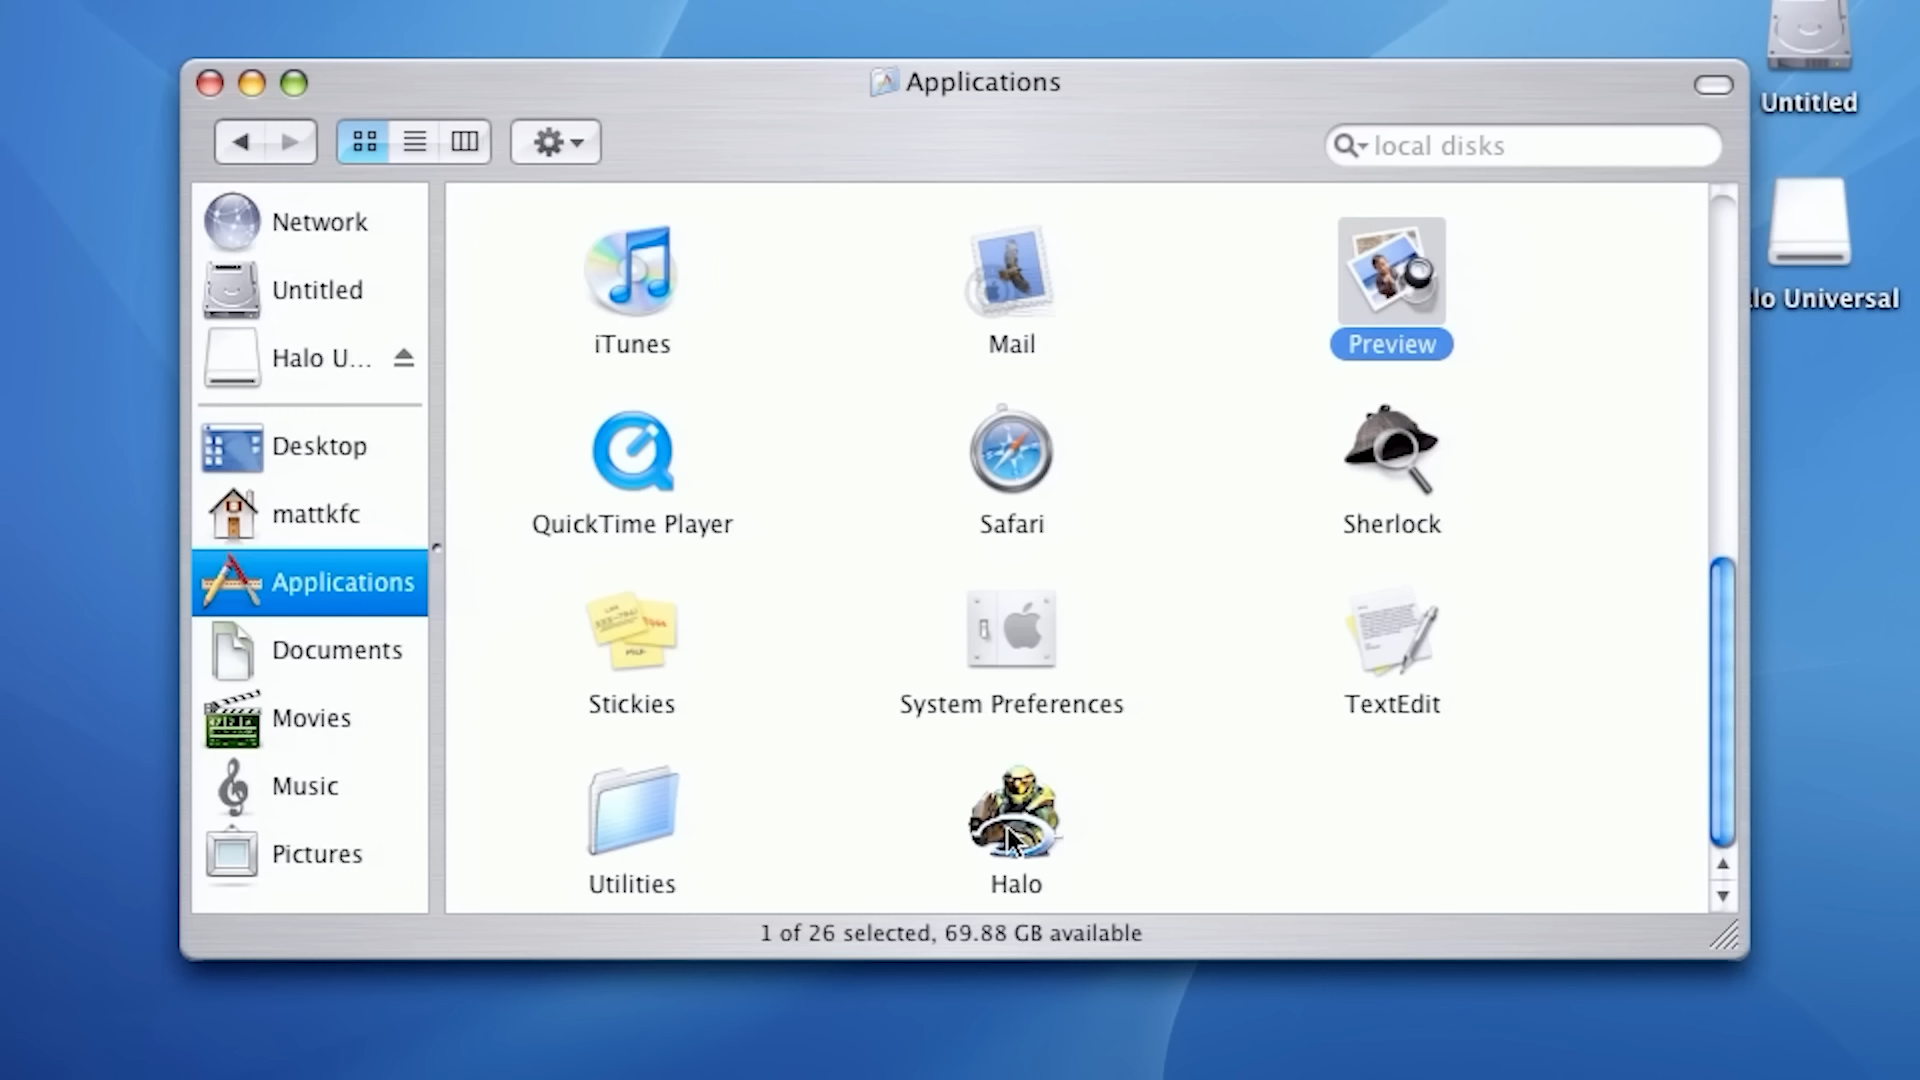 Applications
local disks
Untitled
lo Universal
Network
Untitled
Halo U...
Desktop
mattkfc
Applications
Documents
Movies
Music
Pictures
iTunes
Mail
Preview
QuickTime Player
Safari
Sherlock
Stickies
System Preferences
TextEdit
Utilities
Halo
1 of 26 selected, 69.88 GB available